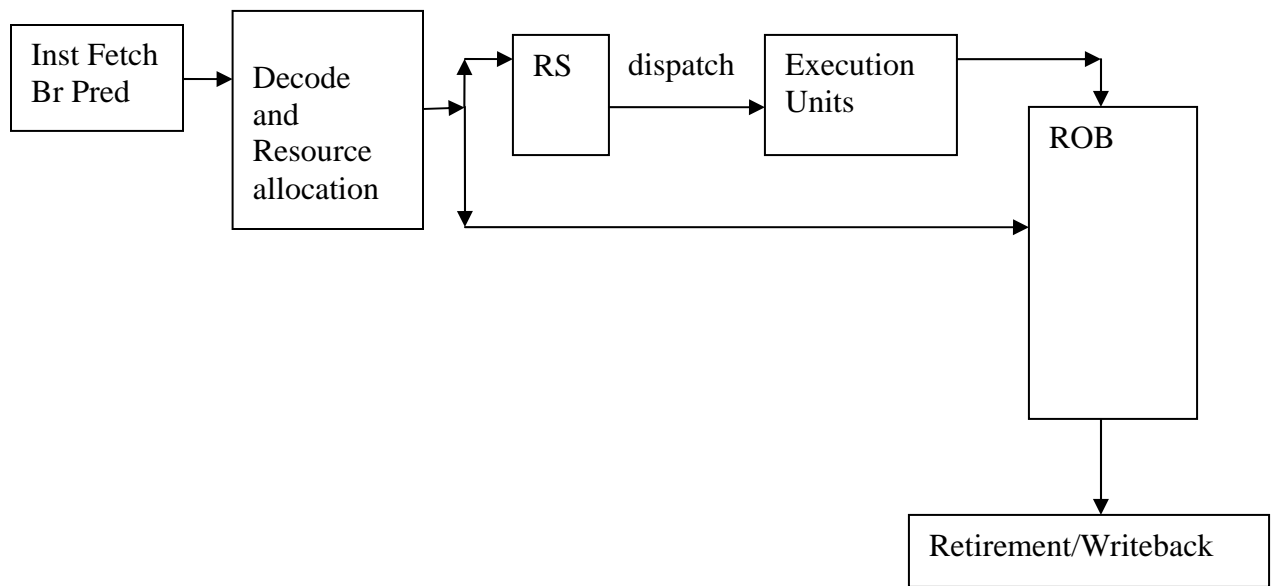 Inst Fetch
Br Pred
Decode
and
Resource
allocation
RS
dispatch
Execution
Units
ROB
Retirement/Writeback